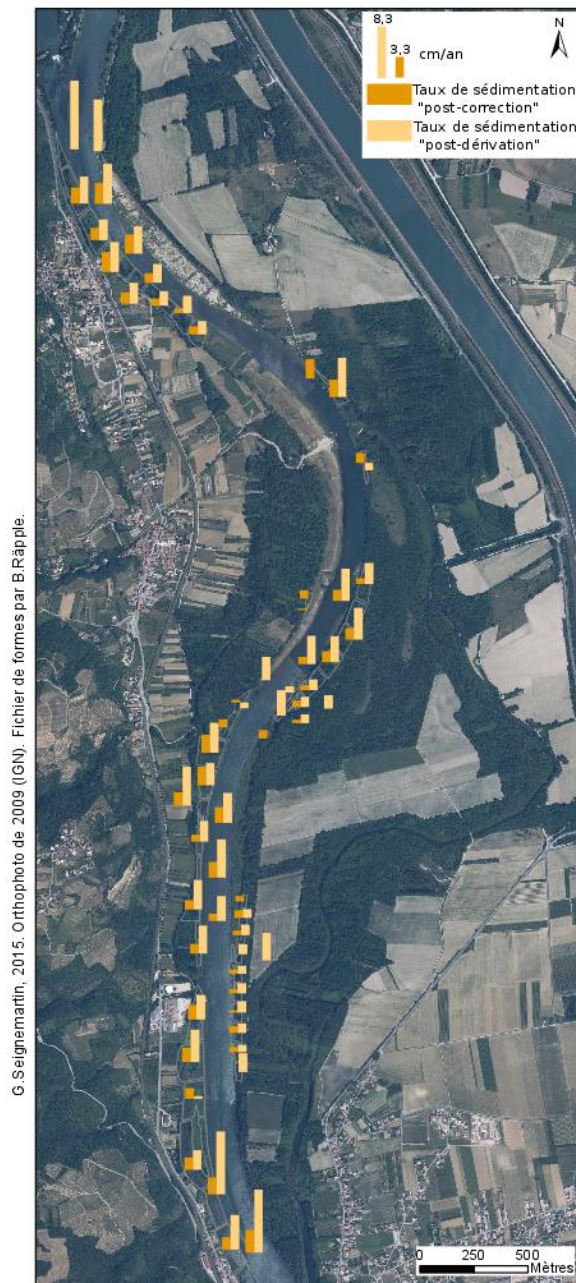 8,3
3,3
cm/an
N
Taux de sédimentation
"post-correction"
Taux de sédimentation
"post-dérivation"
G.Seignemartin, 2015. Orthophoto de 2009 (IGN). Fichier de formes par B.Räpple.
0 250 500
Mètres